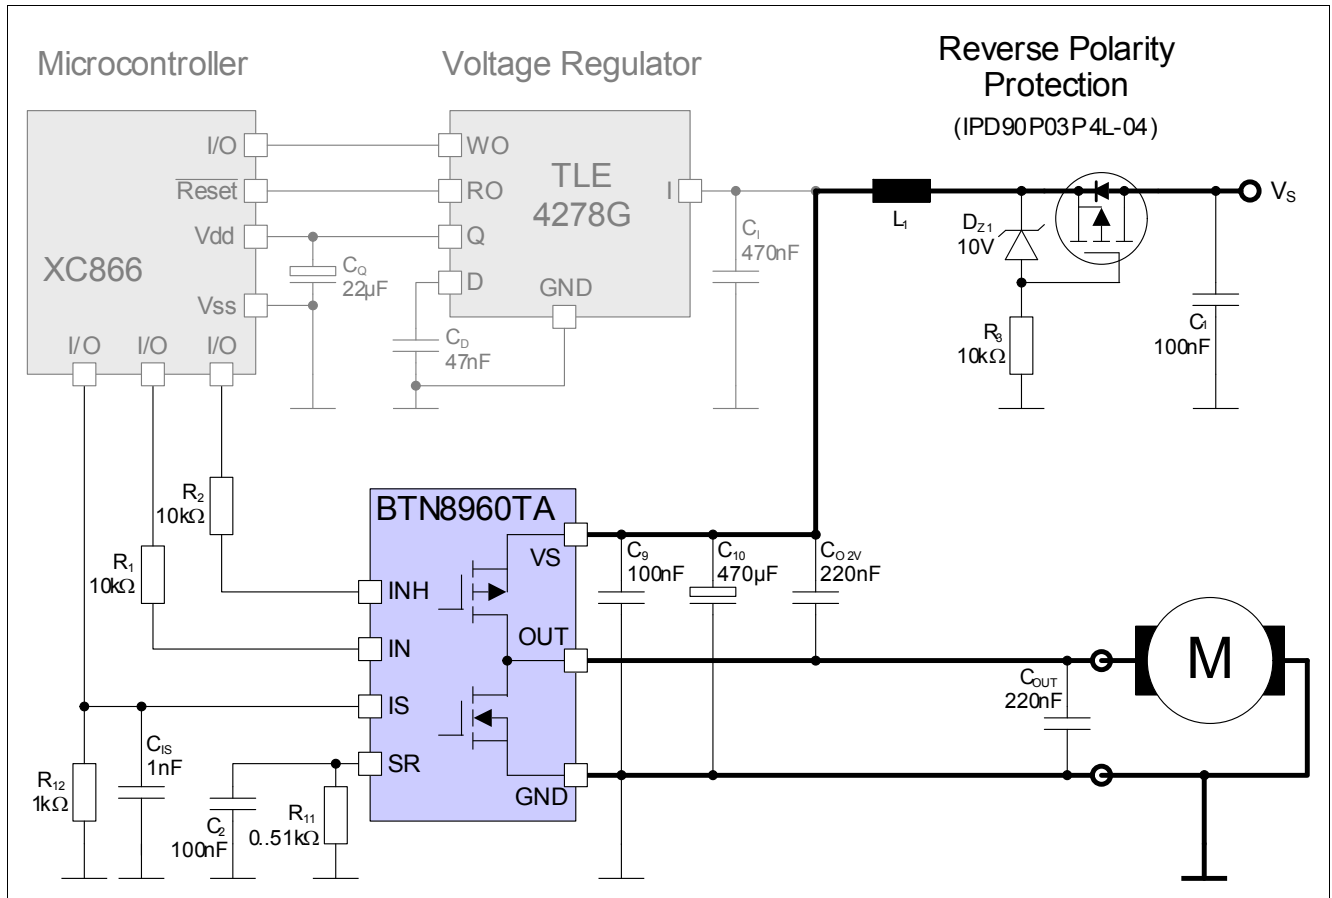 Microcontroller
Voltage Regulator
Reverse Polarity
Protection
(IPD90P03P4L-04)
I/O
Reset
Vdd
XC866
Vss
I/O
I/O
I/O
WO
RO
Q
D
TLE
4278G
I
GND
CQ
22µF
CD
47nF
CI
470nF
L1
DZ1
10V
R3
10kΩ
VS
C1
100nF
R2
10kΩ
R1
10kΩ
BTN8960TA
VS
INH
OUT
IN
IS
SR
GND
C9
100nF
C10
470µF
CO2V
220nF
COUT
220nF
M
R12
1kΩ
CIS
1nF
C2
100nF
R11
0..51kΩ